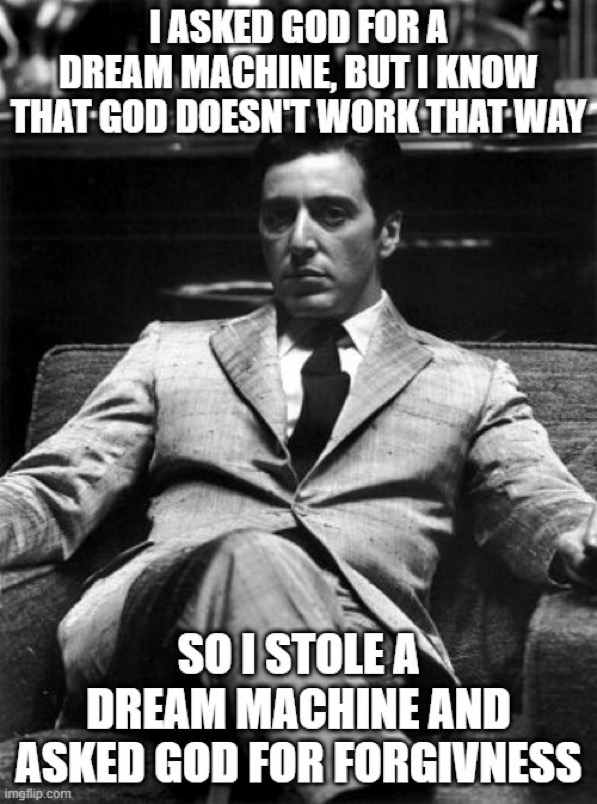 I ASKED GOD FOR A
DREAM MACHINE, BUT I KNOW
THAT GOD DOESN'T WORK THAT WAY
SO I STOLE A
DREAM MACHINE AND
ASKED GOD FOR FORGIVNESS
imgflip.com